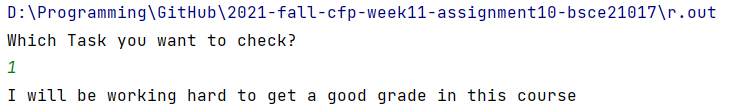 D:\Programming\GitHub\2021-fall-cfp-week11-assignment10-bsce21017\r.out
Which Task you want to check?
1
I will be working hard to get a good grade in this course